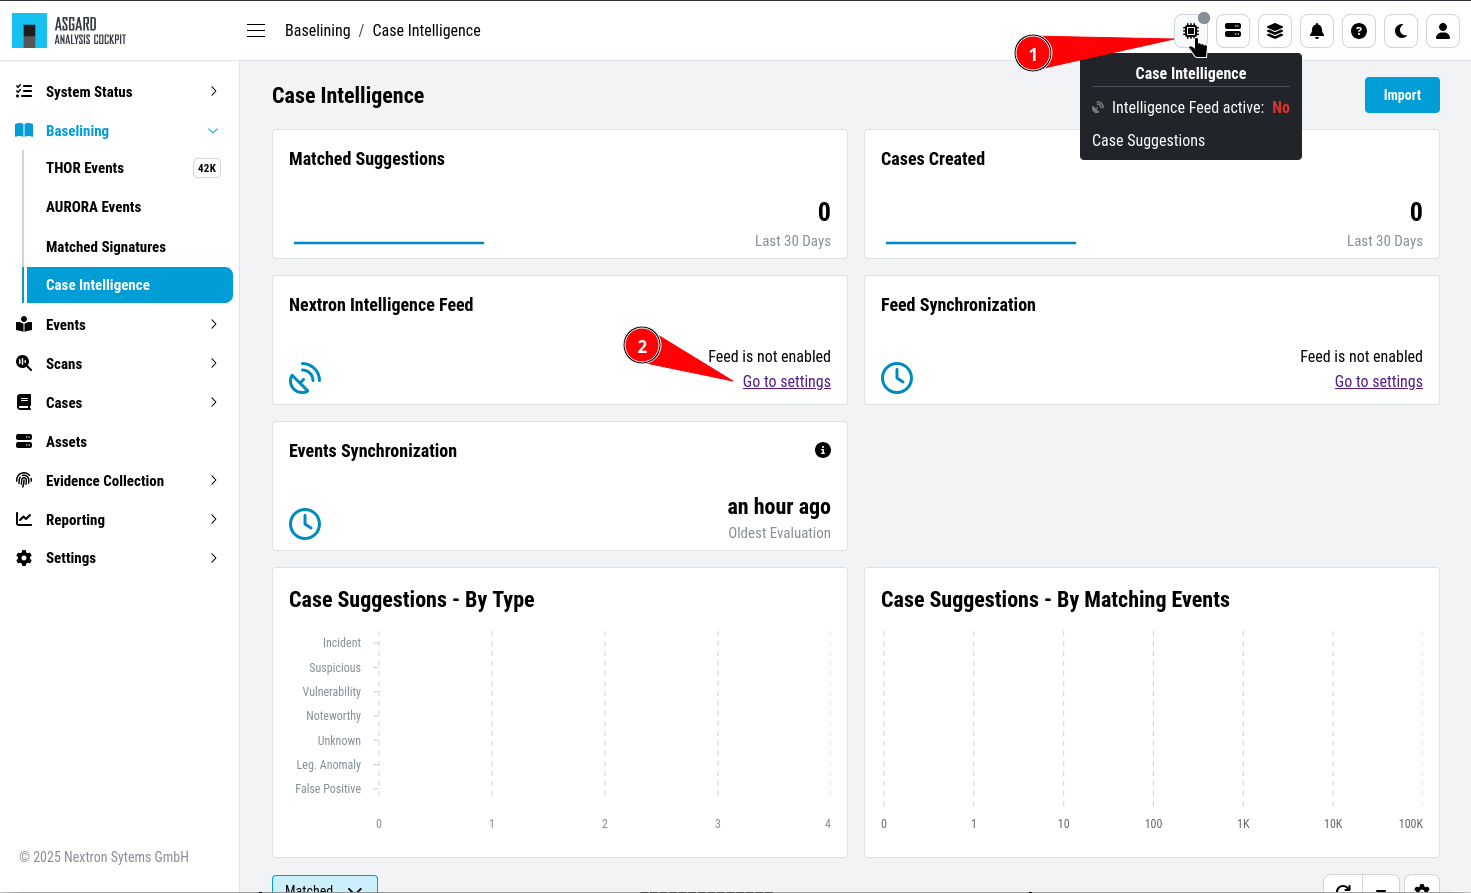 ASGARD
ANALYSIS COCKPIT
Baselining / Case Intelligence
1
Case Intelligence
Intelligence Feed active: No
Case Suggestions
System Status
Baselining
THOR Events 42K
AURORA Events
Matched Signatures
Case Intelligence
Events
Scans
Cases
Assets
Evidence Collection
Reporting
Settings
© 2025 Nextron Sytems GmbH
Case Intelligence
Import
Matched Suggestions
0
Last 30 Days
Cases Created
0
Last 30 Days
Nextron Intelligence Feed
2
Feed is not enabled
Go to settings
Feed Synchronization
Feed is not enabled
Go to settings
Events Synchronization
an hour ago
Oldest Evaluation
Case Suggestions - By Type
Incident
Suspicious
Vulnerability
Noteworthy
Unknown
Leg. Anomaly
False Positive
0 1 2 3 4
Case Suggestions - By Matching Events
0 1 10 100 1K 10K 100K
Matched